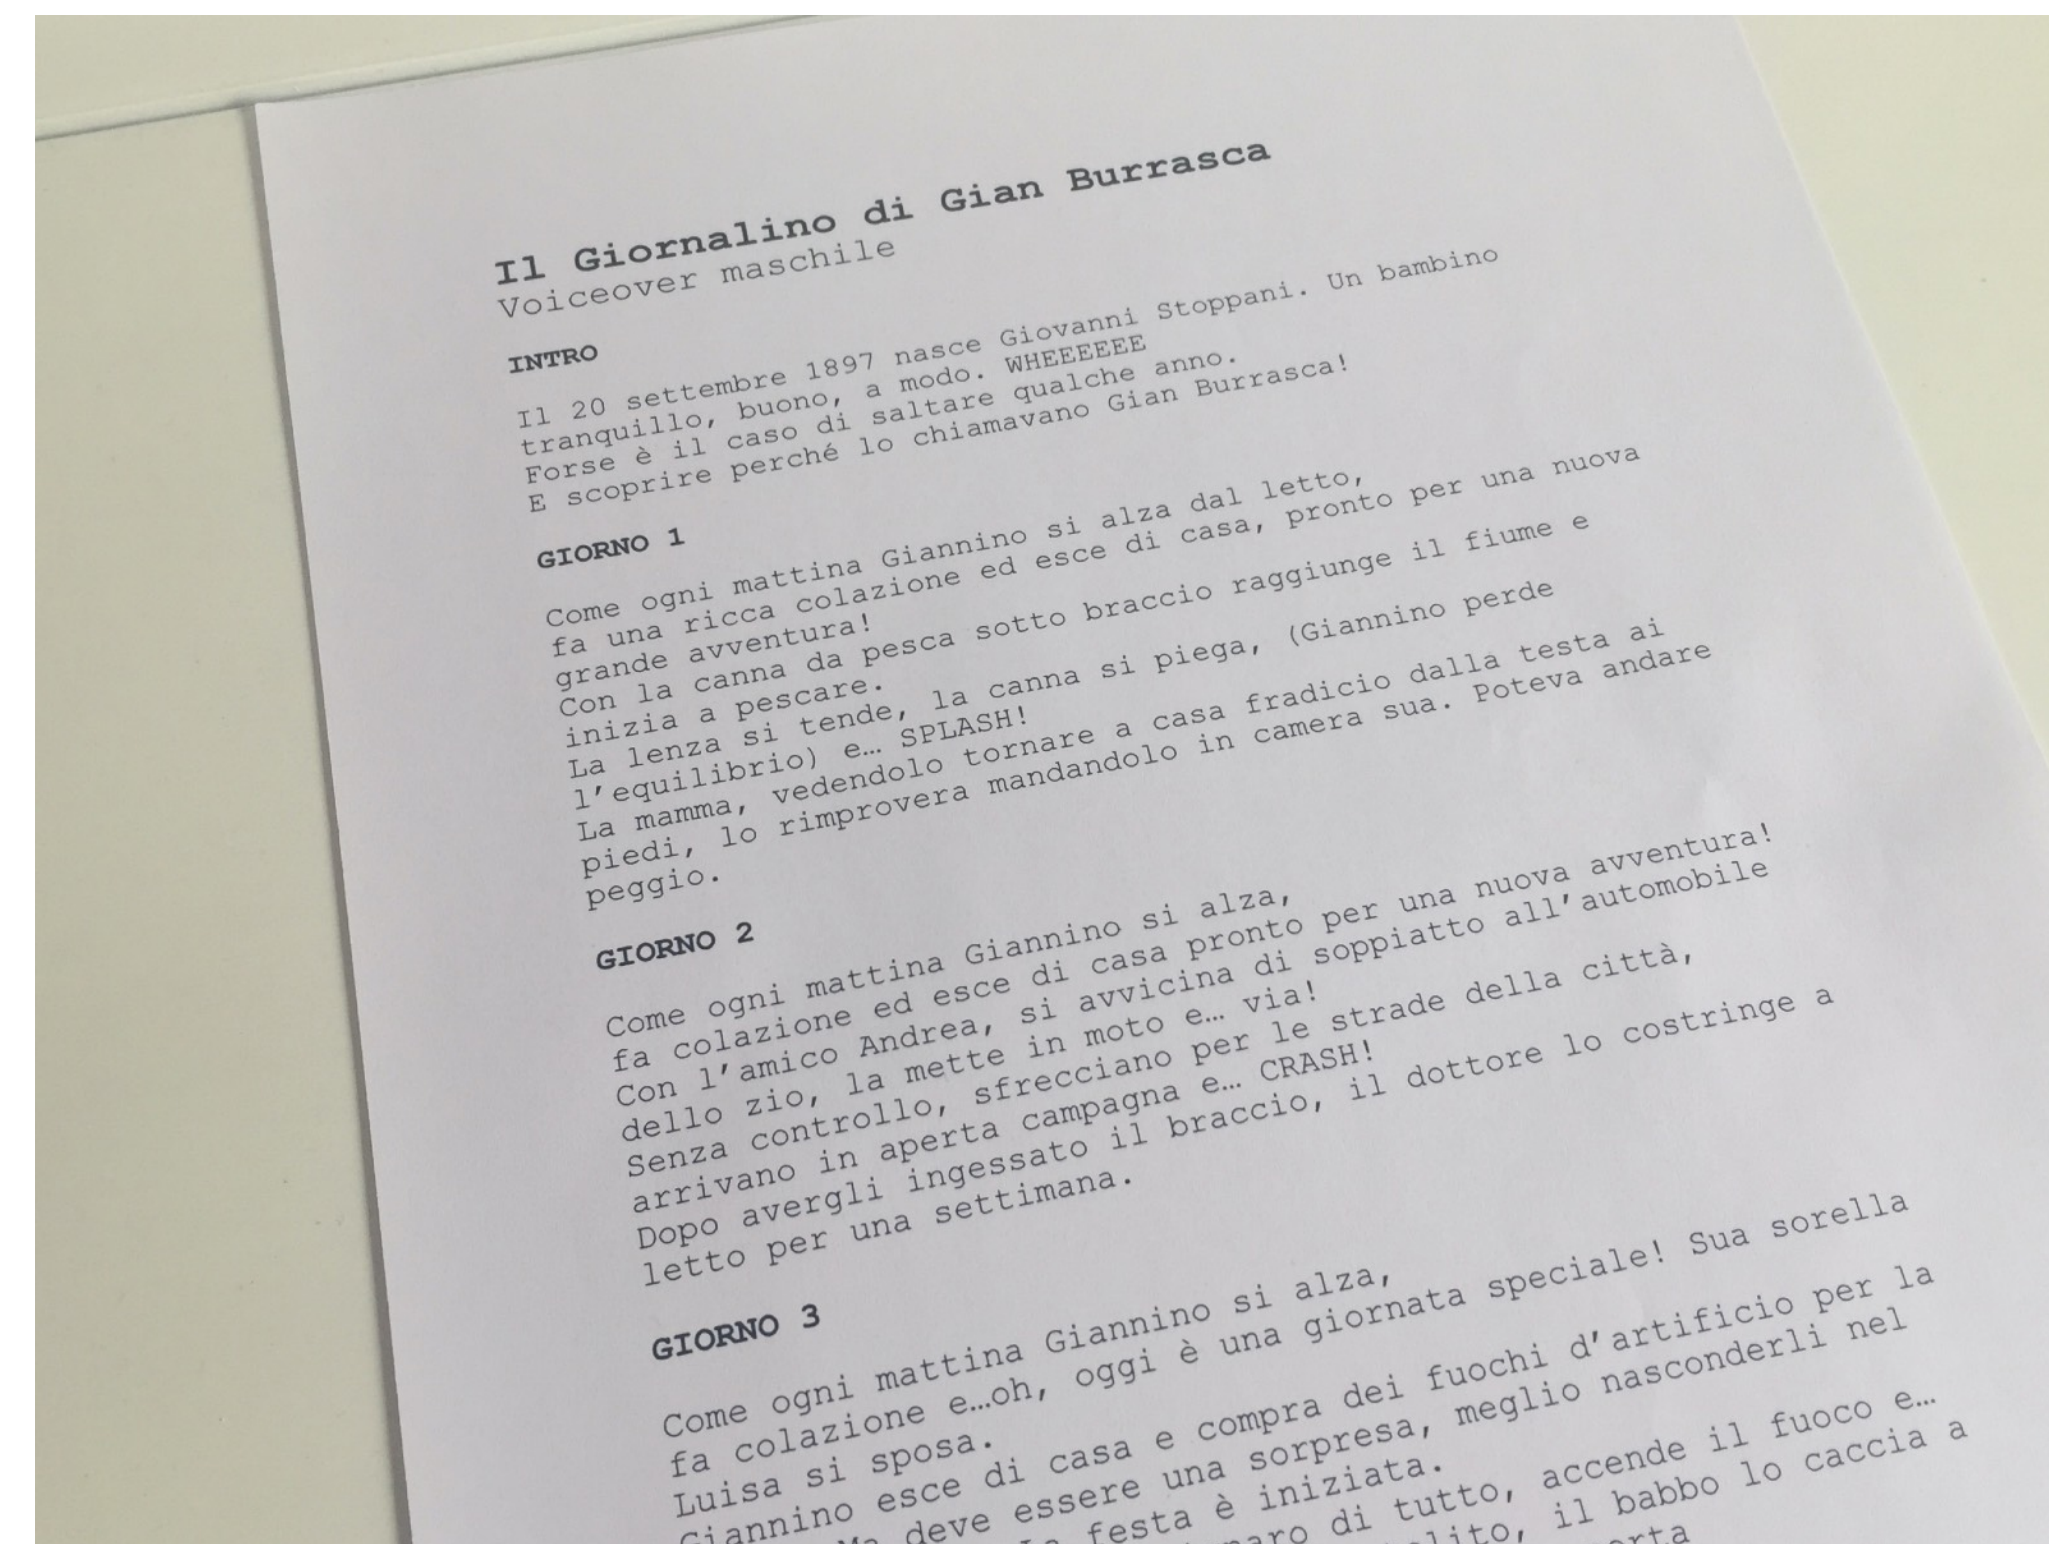 Il Giornalino di Gian Burrasca
Voiceover maschile
INTRO
Il 20 settembre 1897 nasce Giovanni Stoppani. Un bambino
tranquillo, buono, a modo. WHEEEEEE
Forse è il caso di saltare qualche anno.
E scoprire perché lo chiamavano Gian Burrasca!
GIORNO 1
Come ogni mattina Giannino si alza dal letto,
fa una ricca colazione ed esce di casa, pronto per una nuova
grande avventura!
Con la canna da pesca sotto braccio raggiunge il fiume e
inizia a pescare.
La lenza si tende, la canna si piega, (Giannino perde
l'equilibrio) e… SPLASH!
La mamma, vedendolo tornare a casa fradicio dalla testa ai
piedi, lo rimprovera mandandolo in camera sua. Poteva andare
peggio.
GIORNO 2
Come ogni mattina Giannino si alza,
fa colazione ed esce di casa pronto per una nuova avventura!
Con l'amico Andrea, si avvicina di soppiatto all'automobile
dello zio, la mette in moto e… via!
Senza controllo, sfrecciano per le strade della città,
arrivano in aperta campagna e… CRASH!
Dopo avergli ingessato il braccio, il dottore lo costringe a
letto per una settimana.
GIORNO 3
Come ogni mattina Giannino si alza,
fa colazione e…oh, oggi è una giornata speciale! Sua sorella
Luisa si sposa.
Giannino esce di casa e compra dei fuochi d'artificio per la
deve essere una sorpresa, meglio nasconderli nel
festa è iniziata.
di tutto, accende il fuoco e…
il babbo lo caccia a